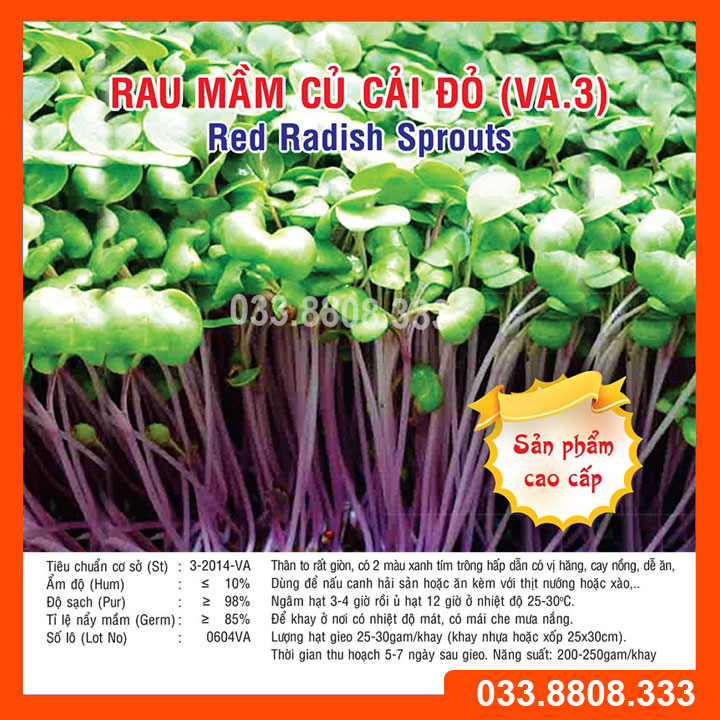 RAU MẦM CỦ CẢI ĐỎ (VA.3)
Red Radish Sprouts
033.8808.333
Sản phẩm
cao cấp
Tiêu chuẩn cơ sở (St) : 3-2014-VA
Ẩm độ (Hum) : ≤ 10%
Độ sạch (Pur) : ≥ 98%
Tỉ lệ nẩy mầm (Germ): ≥ 85%
Số lô (Lot No) : 0604VA
Thân to rất giòn, có 2 màu xanh tím trông hấp dẫn có vị hăng, cay nồng, dễ ăn,
Dùng để nấu canh hải sản hoặc ăn kèm với thịt nướng hoặc xào,..
Ngâm hạt 3-4 giờ rồi ủ hạt 12 giờ ở nhiệt độ 25-30ºC.
Để khay ở nơi có nhiệt độ mát, có mái che mưa nắng.
Lượng hạt gieo 25-30gam/khay (khay nhựa hoặc xốp 25x30cm).
Thời gian thu hoạch 5-7 ngày sau gieo. Năng suất: 200-250gam/khay
033.8808.333